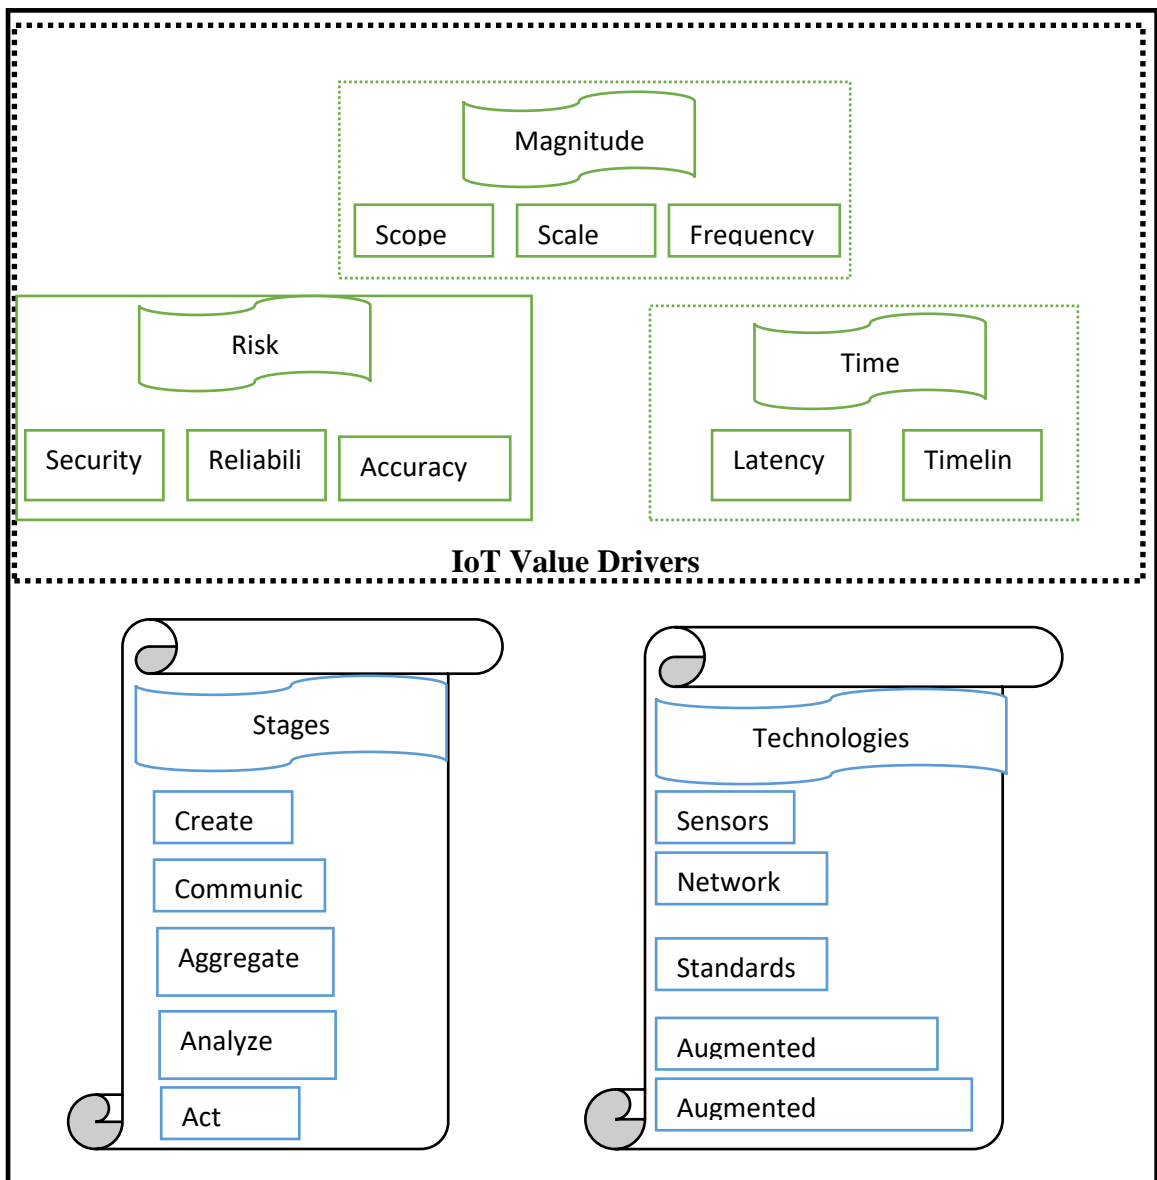 Magnitude
Scope
Scale
Frequency
Risk
Time
Security
Reliabili
Accuracy
Latency
Timelin
IoT Value Drivers
Stages
Technologies
Create
Sensors
Communic
Network
Aggregate
Standards
Analyze
Augmented
Act
Augmented